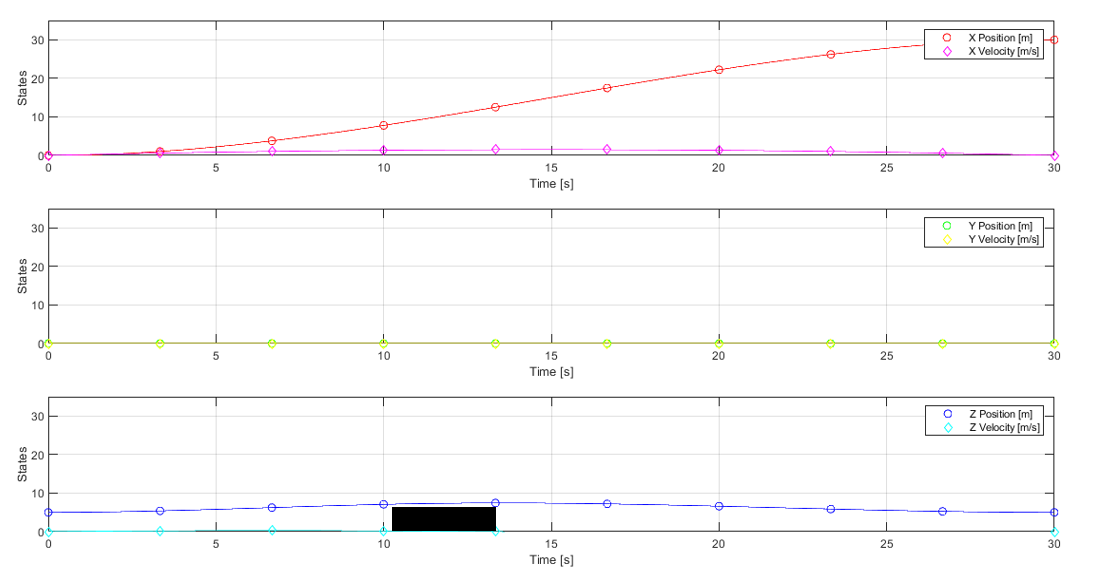 30
20
10
0
States
X Position [m]
X Velocity [m/s]
0 5 10 15 20 25 30
Time [s]
30
20
10
0
States
Y Position [m]
Y Velocity [m/s]
0 5 10 15 20 25 30
Time [s]
30
20
10
0
States
Z Position [m]
Z Velocity [m/s]
0 5 10 15 20 25 30
Time [s]